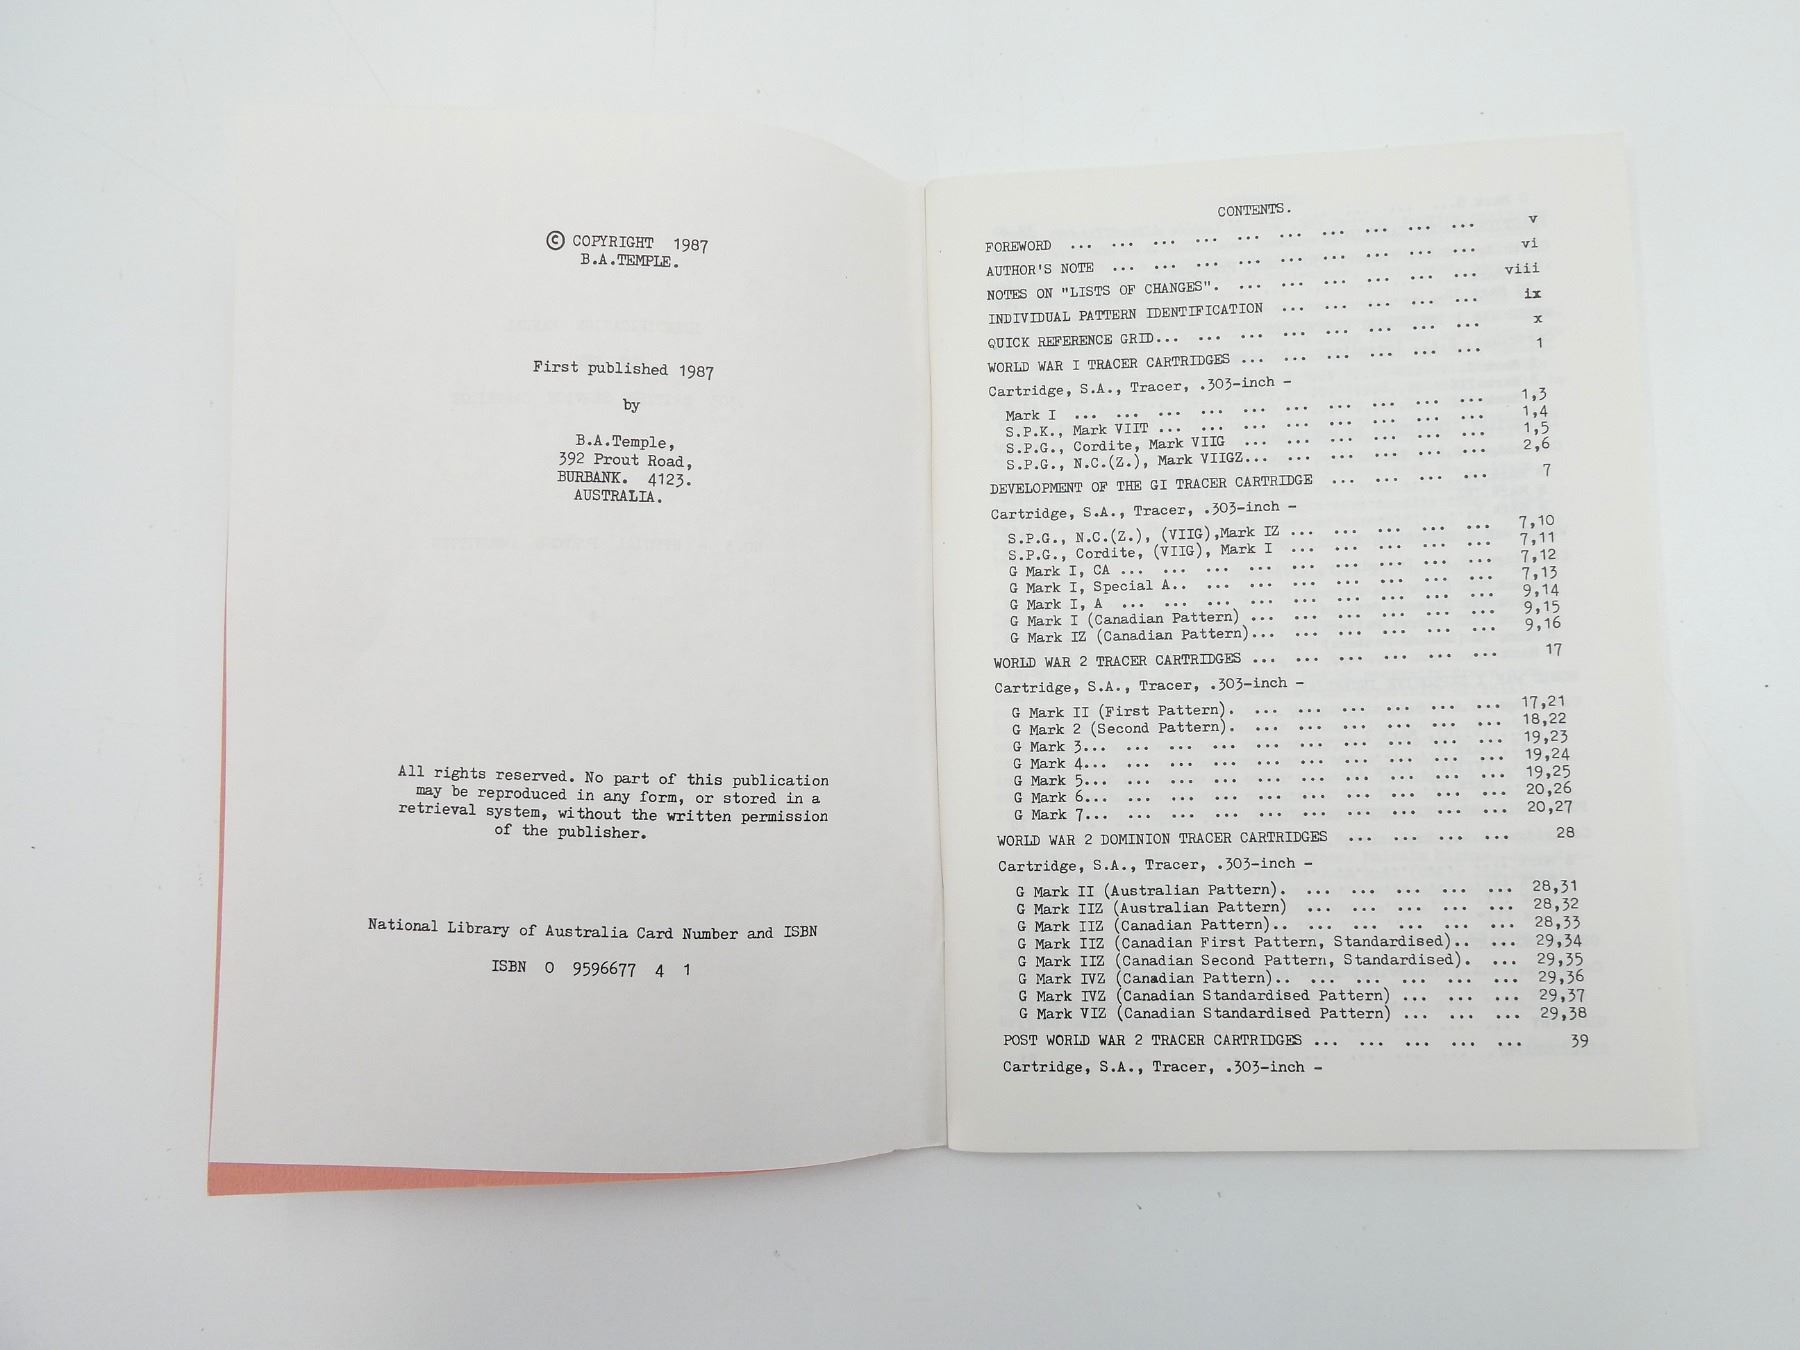 © COPYRIGHT 1987
B.A.TEMPLE.
First published 1987
by
B.A.Temple,
392 Prout Road,
BURBANK. 4123.
AUSTRALIA.
All rights reserved. No part of this publication
may be reproduced in any form, or stored in a
retrieval system, without the written permission
of the publisher.
National Library of Australia Card Number and ISBN
ISBN 0 9596677 4 1
CONTENTS.
FOREWORD ... ... ... ... ... ... ... ... ... ... v
AUTHOR'S NOTE ... ... ... ... ... ... ... ... ... vi
NOTES ON "LISTS OF CHANGES". ... ... ... ... ... ... viii
INDIVIDUAL PATTERN IDENTIFICATION ... ... ... ... ... ix
QUICK REFERENCE GRID... ... ... ... ... ... ... ... x
WORLD WAR I TRACER CARTRIDGES ... ... ... ... ... ... 1
Cartridge, S.A., Tracer, .303-inch -
Mark I ... ... ... ... ... ... ... ... ... ... 1,3
S.P.K., Mark VIIT ... ... ... ... ... ... ... ... 1,4
S.P.G., Cordite, Mark VIIG ... ... ... ... ... ... 1,5
S.P.G., N.C.(Z.), Mark VIIGZ... ... ... ... ... ... 2,6
DEVELOPMENT OF THE GI TRACER CARTRIDGE ... ... ... ... 7
Cartridge, S.A., Tracer, .303-inch -
S.P.G., N.C.(Z.), (VIIG),Mark IZ ... ... ... ... ... 7,10
S.P.G., Cordite, (VIIG), Mark I ... ... ... ... ... 7,11
G Mark I, CA ... ... ... ... ... ... ... ... ... 7,12
G Mark I, Special A.. ... ... ... ... ... ... ... 7,13
G Mark I, A ... ... ... ... ... ... ... ... ... 9,14
G Mark I (Canadian Pattern) ... ... ... ... ... ... 9,15
G Mark IZ (Canadian Pattern)... ... ... ... ... ... 9,16
WORLD WAR 2 TRACER CARTRIDGES ... ... ... ... ... ... 17
Cartridge, S.A., Tracer, .303-inch -
G Mark II (First Pattern). ... ... ... ... ... ... 17,21
G Mark 2 (Second Pattern). ... ... ... ... ... ... 18,22
G Mark 3... ... ... ... ... ... ... ... ... ... 19,23
G Mark 4... ... ... ... ... ... ... ... ... ... 19,24
G Mark 5... ... ... ... ... ... ... ... ... ... 19,25
G Mark 6... ... ... ... ... ... ... ... ... ... 20,26
G Mark 7... ... ... ... ... ... ... ... ... ... 20,27
WORLD WAR 2 DOMINION TRACER CARTRIDGES ... ... ... ... 28
Cartridge, S.A., Tracer, .303-inch -
G Mark II (Australian Pattern). ... ... ... ... ... 28,31
G Mark IIZ (Australian Pattern) ... ... ... ... ... 28,32
G Mark IIZ (Canadian Pattern).. ... ... ... ... ... 28,33
G Mark IIZ (Canadian First Pattern, Standardised).. ... 29,34
G Mark IIZ (Canadian Second Pattern, Standardised). ... 29,35
G Mark IVZ (Canadian Pattern).. ... ... ... ... ... 29,36
G Mark IVZ (Canadian Standardised Pattern) ... ... ... 29,37
G Mark VIZ (Canadian Standardised Pattern) ... ... ... 29,38
POST WORLD WAR 2 TRACER CARTRIDGES ... ... ... ... ... 39
Cartridge, S.A., Tracer, .303-inch -